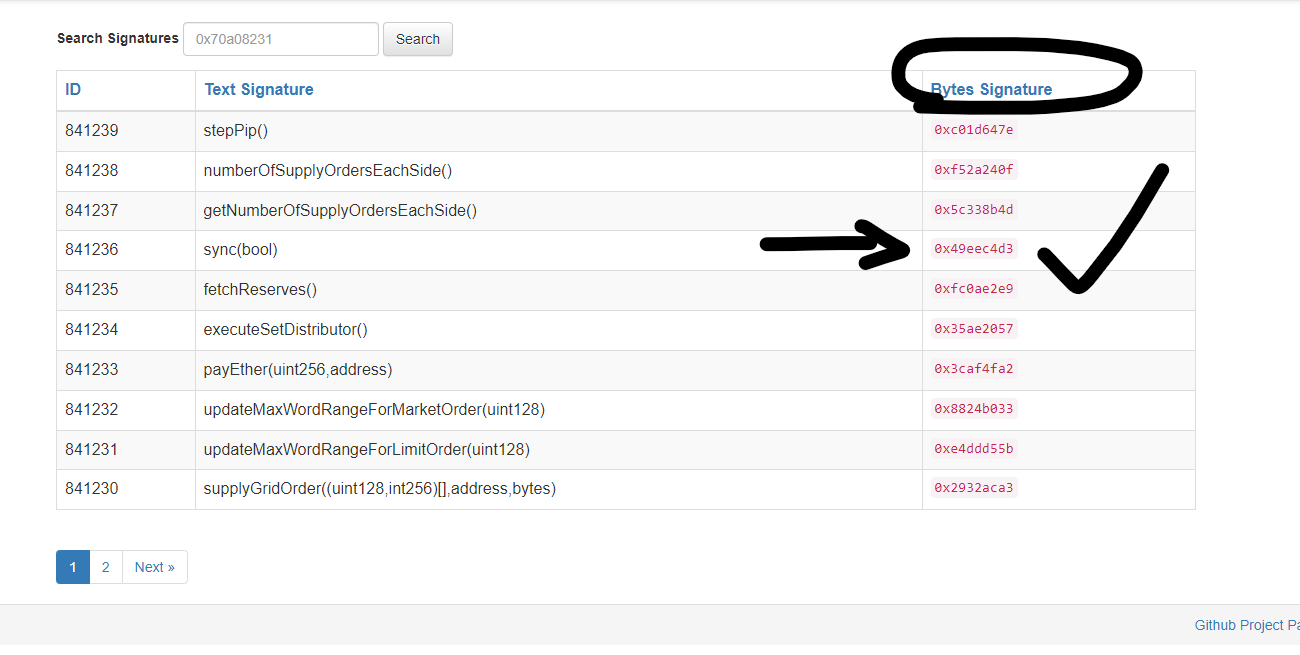 Search Signatures 0x70a08231 Search
ID Text Signature Bytes Signature
841239 stepPip() 0xc01d647e
841238 numberOfSupplyOrdersEachSide() 0xf52a240f
841237 getNumberOfSupplyOrdersEachSide() 0x5c338b4d
841236 sync(bool) 0x49eec4d3
841235 fetchReserves() 0xfc0ae2e9
841234 executeSetDistributor() 0x35ae2057
841233 payEther(uint256,address) 0x3caf4fa2
841232 updateMaxWordRangeForMarketOrder(uint128) 0x8824b033
841231 updateMaxWordRangeForLimitOrder(uint128) 0xe4ddd55b
841230 supplyGridOrder((uint128,int256)[],address,bytes) 0x2932aca3
1 2 Next »
Github Project Pa